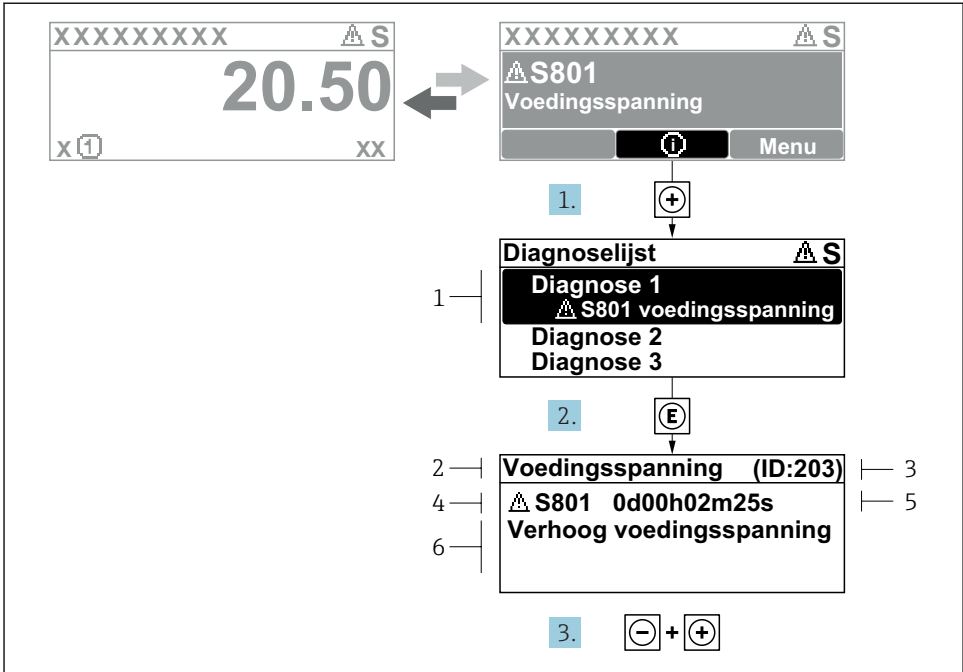 XXXXXXXXX ⚠ S
20.50
x ① xx
XXXXXXXXX ⚠ S
⚠ S801
Voedingsspanning
ⓘ Menu
1. +
Diagnoselijst ⚠ S
1
Diagnose 1
⚠ S801 voedingsspanning
Diagnose 2
Diagnose 3
2. E
2 Voedingsspanning (ID:203) 3
4 ⚠ S801 0d00h02m25s 5
6 Verhoog voedingsspanning
3. - + +